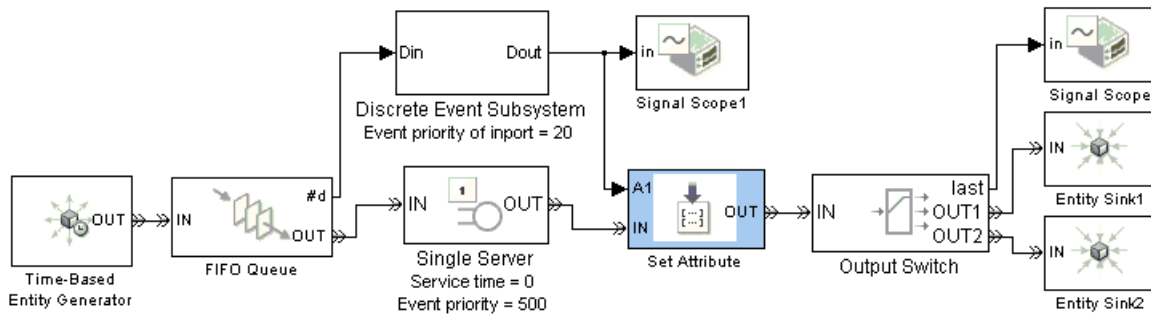 Din
Dout
in
Signal Scope1
Discrete Event Subsystem
Event priority of inport = 20
in
Signal Scope
OUT
Time-Based
Entity Generator
IN
#d
OUT
FIFO Queue
IN
1
OUT
Single Server
Service time = 0
Event priority = 500
A1
IN
[...]
OUT
Set Attribute
IN
last
OUT1
OUT2
Output Switch
IN
Entity Sink1
IN
Entity Sink2